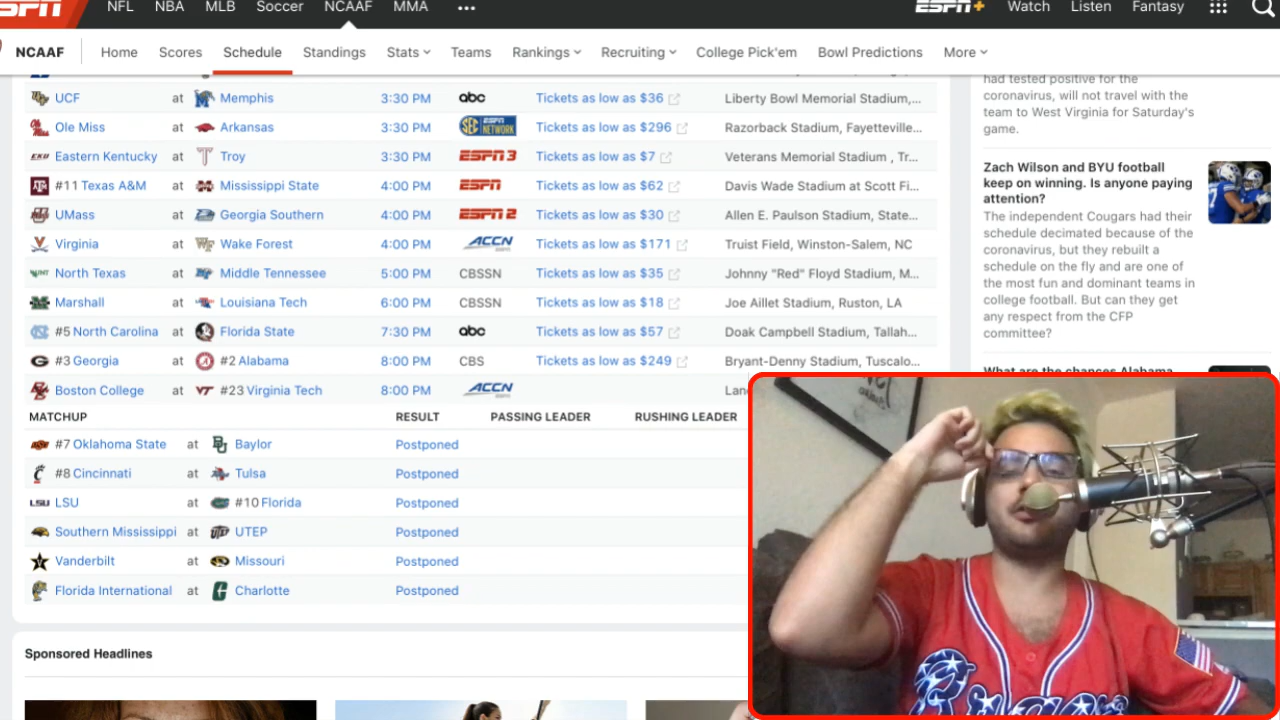 ESPN NFL NBA MLB Soccer NCAAF MMA ••• ESPN+ Watch Listen Fantasy
NCAAF Home Scores Schedule Standings Stats Teams Rankings Recruiting College Pick'em Bowl Predictions More
UCF at Memphis 3:30 PM abc Tickets as low as $36 Liberty Bowl Memorial Stadium,...
Ole Miss at Arkansas 3:30 PM SEC ESPN NETWORK Tickets as low as $296 Razorback Stadium, Fayetteville...
EKU Eastern Kentucky at T Troy 3:30 PM ESPN3 Tickets as low as $7 Veterans Memorial Stadium , Tr...
#11 Texas A&M at Mississippi State 4:00 PM ESPN Tickets as low as $62 Davis Wade Stadium at Scott Fi...
UMass at Georgia Southern 4:00 PM ESPN2 Tickets as low as $30 Allen E. Paulson Stadium, State...
Virginia at WF Wake Forest 4:00 PM ACCN Tickets as low as $171 Truist Field, Winston-Salem, NC
North Texas at Middle Tennessee 5:00 PM CBSSN Tickets as low as $35 Johnny "Red" Floyd Stadium, M...
Marshall at Louisiana Tech 6:00 PM CBSSN Tickets as low as $18 Joe Aillet Stadium, Ruston, LA
#5 North Carolina at Florida State 7:30 PM abc Tickets as low as $57 Doak Campbell Stadium, Tallah...
G #3 Georgia at #2 Alabama 8:00 PM CBS Tickets as low as $249 Bryant-Denny Stadium, Tuscalo...
Boston College at VT #23 Virginia Tech 8:00 PM ACCN Lan
MATCHUP RESULT PASSING LEADER RUSHING LEADER
#7 Oklahoma State at Baylor Postponed
#8 Cincinnati at Tulsa Postponed
LSU LSU at #10 Florida Postponed
Southern Mississippi at UTEP Postponed
Vanderbilt at Missouri Postponed
Florida International at Charlotte Postponed
Sponsored Headlines
had tested positive for the
coronavirus, will not travel with the
team to West Virginia for Saturday's
game.
Zach Wilson and BYU football
keep on winning. Is anyone paying
attention?
The independent Cougars had their
schedule decimated because of the
coronavirus, but they rebuilt a
schedule on the fly and are one of
the most fun and dominant teams in
college football. But can they get
any respect from the CFP
committee?
What are the chances Alabama